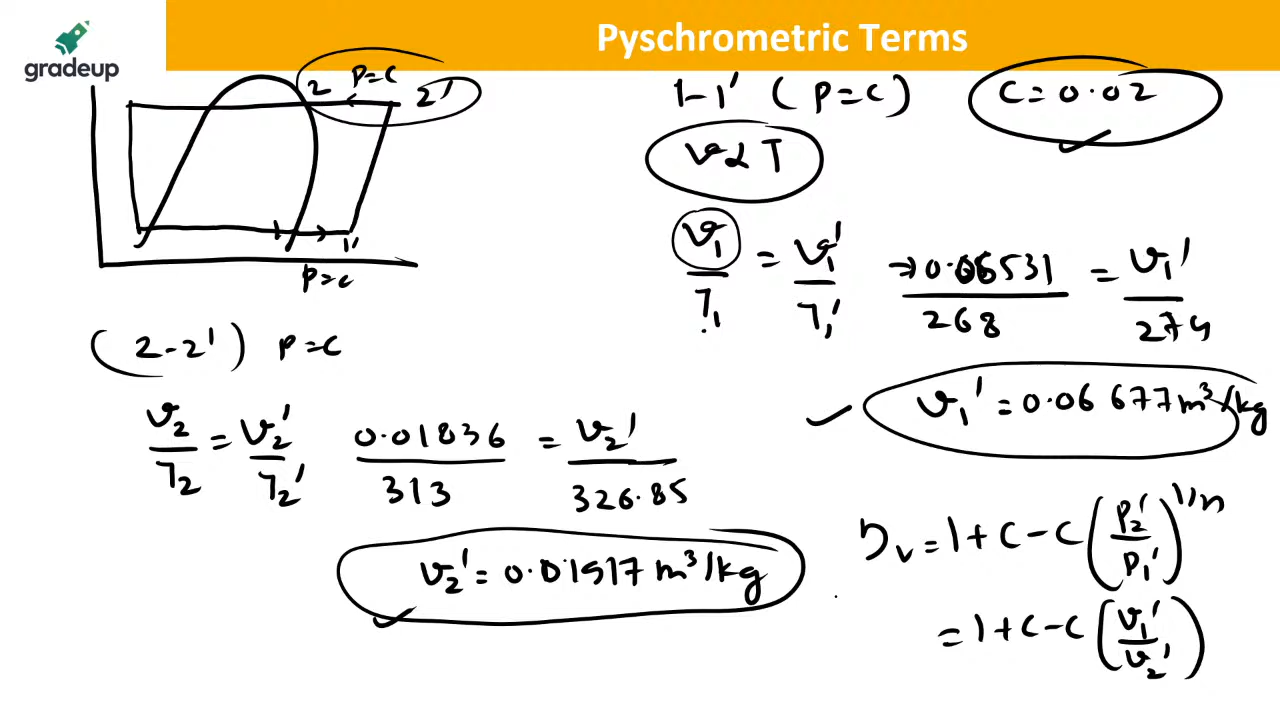 gradeup
Pyschrometric Terms
2 P=C 2'
1 1'
P=C
1-1' (P=C) C=0.02
v α T
v₁/T₁ = v₁'/T₁' → 0.06531/268 = v₁'/274
v₁' = 0.06677 m³/kg
(2-2') P=C
v₂/T₂ = v₂'/T₂' 0.01836/313 = v₂'/326.85
v₂' = 0.01917 m³/kg
ηv = 1+C-C(P₂'/P₁')^1/n
= 1+C-C(v₁'/v₂')